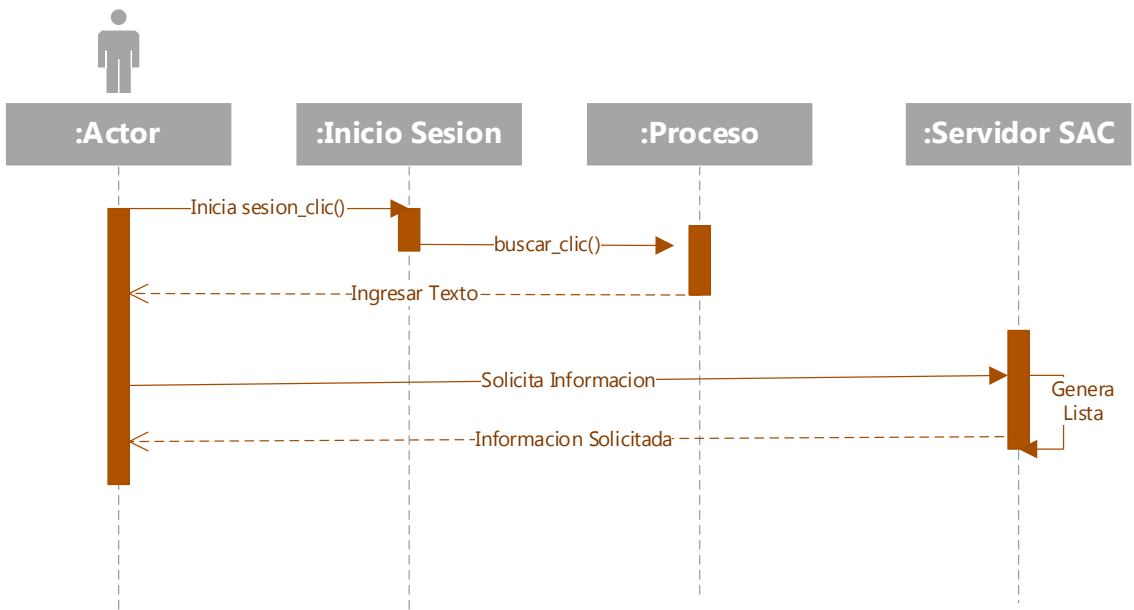 :Actor
:Inicio Sesion
:Proceso
:Servidor SAC
Inicia sesion_clic()
buscar_clic()
Ingresar Texto
Solicita Informacion
Genera
Lista
Informacion Solicitada